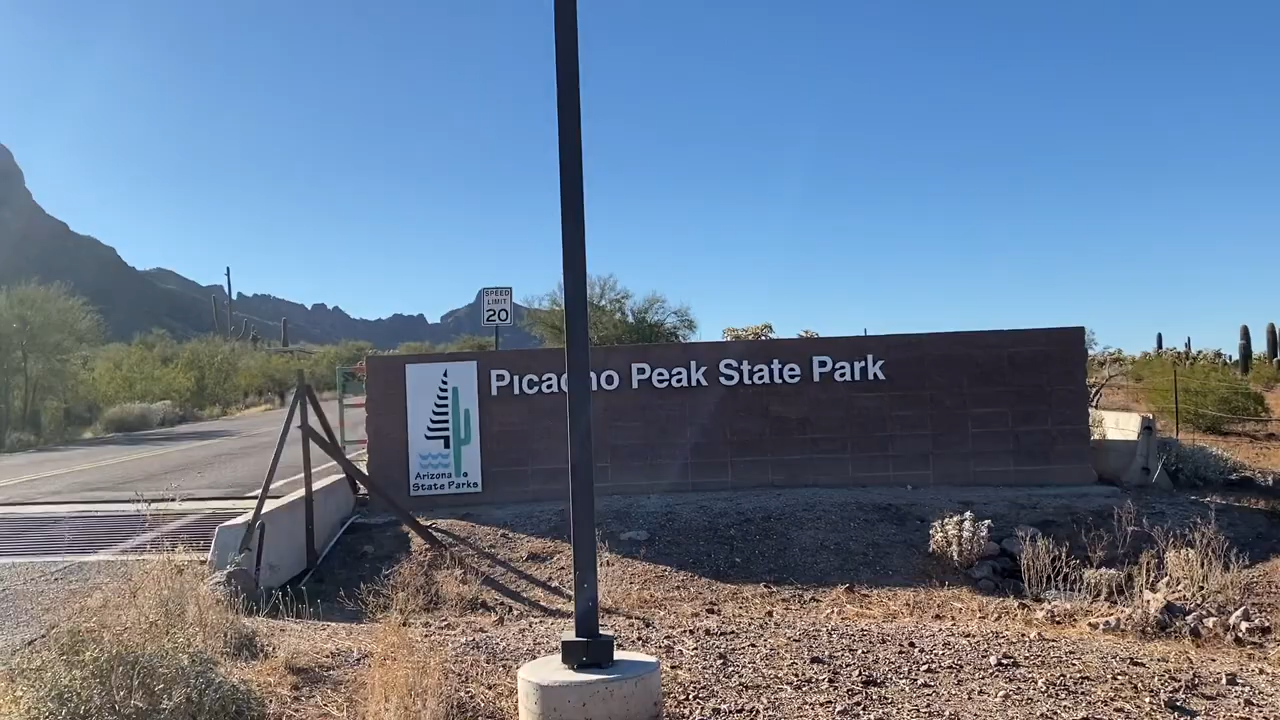 SPEED
LIMIT
20
Picacho Peak State Park
Arizona
State Parks